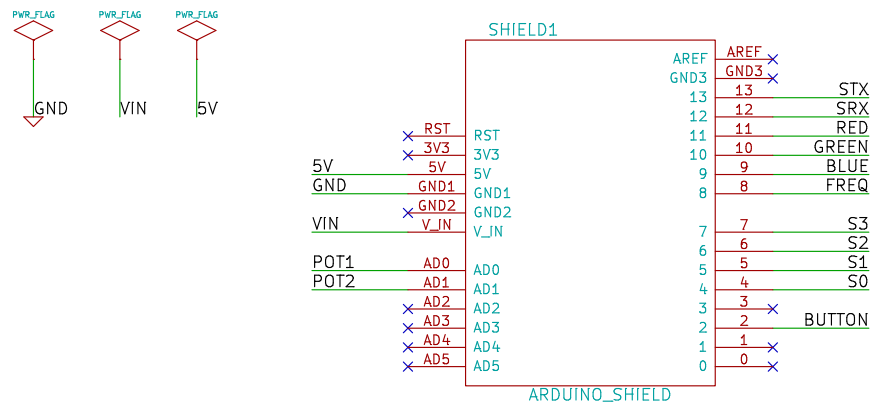 PWR_FLAG PWR_FLAG PWR_FLAG
GND VIN 5V
SHIELD1
AREF AREF
GND3 GND3
13 13 STX
12 12 SRX
RST RST 11 11 RED
3V3 3V3 10 10 GREEN
5V 5V 5V 9 9 BLUE
GND GND1 GND1 8 8 FREQ
GND2 GND2
VIN V_IN V_IN 7 7 S3
6 6 S2
POT1 AD0 AD0 5 5 S1
POT2 AD1 AD1 4 4 S0
AD2 AD2 3 3
AD3 AD3 2 2 BUTTON
AD4 AD4 1 1
AD5 AD5 0 0
ARDUINO_SHIELD